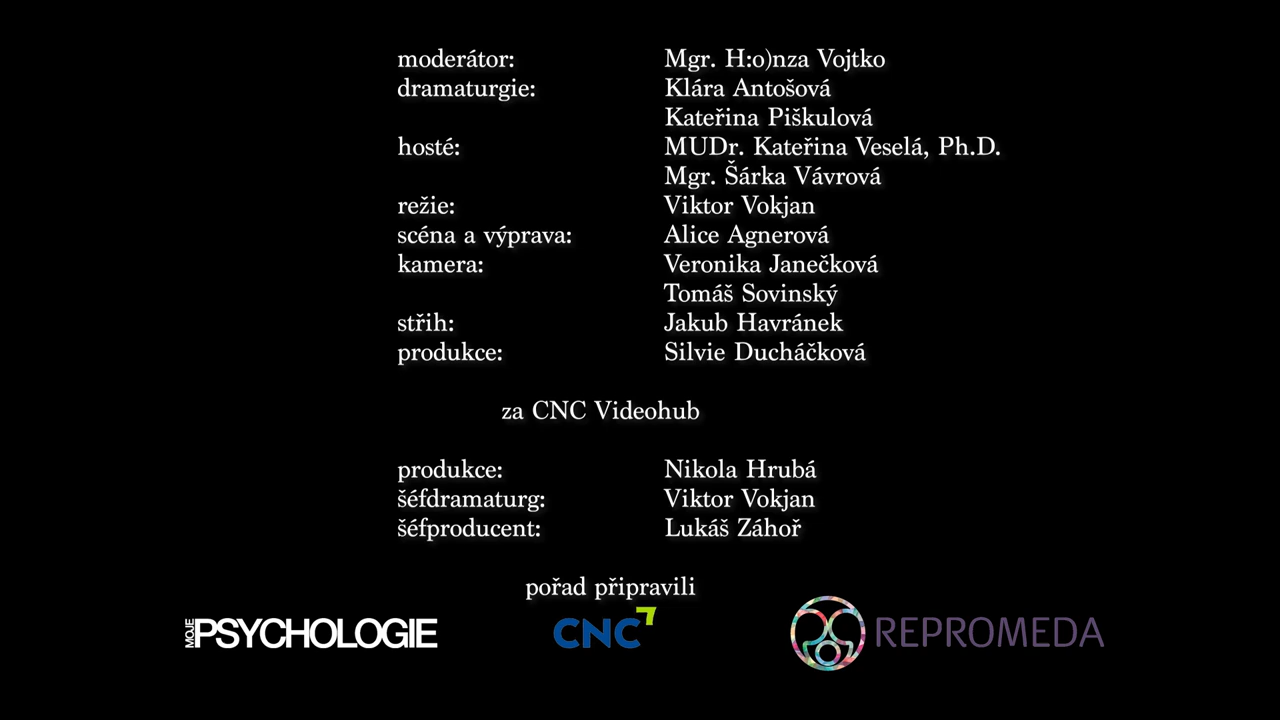 moderátor: Mgr. H:o)nza Vojtko
dramaturgie: Klára Antošová
Kateřina Piškulová
hosté: MUDr. Kateřina Veselá, Ph.D.
Mgr. Šárka Vávrová
režie: Viktor Vokjan
scéna a výprava: Alice Agnerová
kamera: Veronika Janečková
Tomáš Sovinský
střih: Jakub Havránek
produkce: Silvie Ducháčková
za CNC Videohub
produkce: Nikola Hrubá
šéfdramaturg: Viktor Vokjan
šéfproducent: Lukáš Záhoř
pořad připravili
MOJE PSYCHOLOGIE CNC REPROMEDA